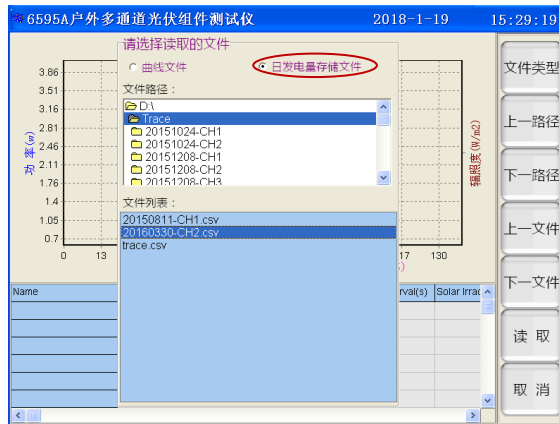 6595A户外多通道光伏组件测试仪 2018-1-19 15:29:19
请选择读取的文件
曲线文件 日发电量存储文件
文件路径：
D:\
Trace
20151024-CH1
20151024-CH2
20151208-CH1
20151208-CH2
20151208-CH3
文件列表：
20150811-CH1.csv
20160330-CH2.csv
trace.csv
功 率(w)
3.86
3.51
3.16
2.81
2.46
2.11
1.76
1.4
1.05
0.7
0 13 17 130
辐照度(W/m2)
Name rval(s) Solar Irrad
文件类型
上一路径
下一路径
上一文件
下一文件
读 取
取 消